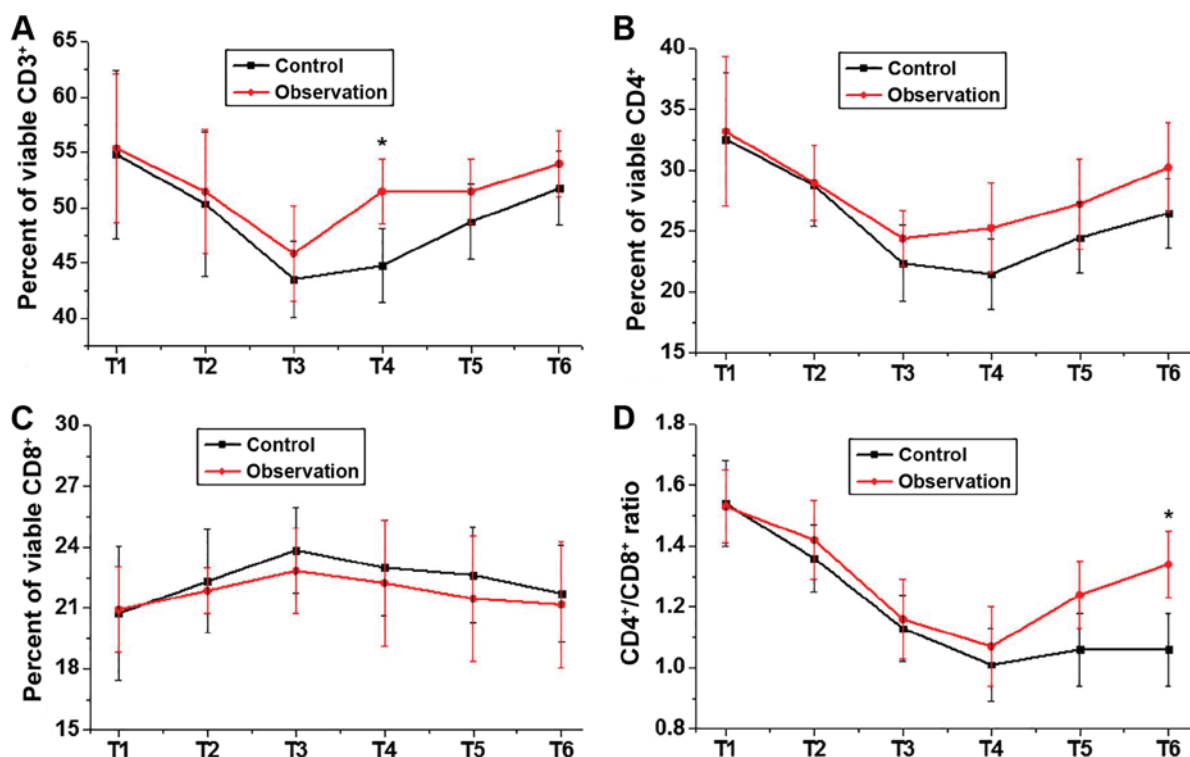 A
Percent of viable CD3⁺
65
60
55
50
45
40
Control
Observation
*
T1 T2 T3 T4 T5 T6
B
Percent of viable CD4⁺
40
35
30
25
20
15
Control
Observation
T1 T2 T3 T4 T5 T6
C
Percent of viable CD8⁺
30
27
24
21
18
15
Control
Observation
T1 T2 T3 T4 T5 T6
D
CD4⁺/CD8⁺ ratio
1.8
1.6
1.4
1.2
1.0
0.8
Control
Observation
*
T1 T2 T3 T4 T5 T6